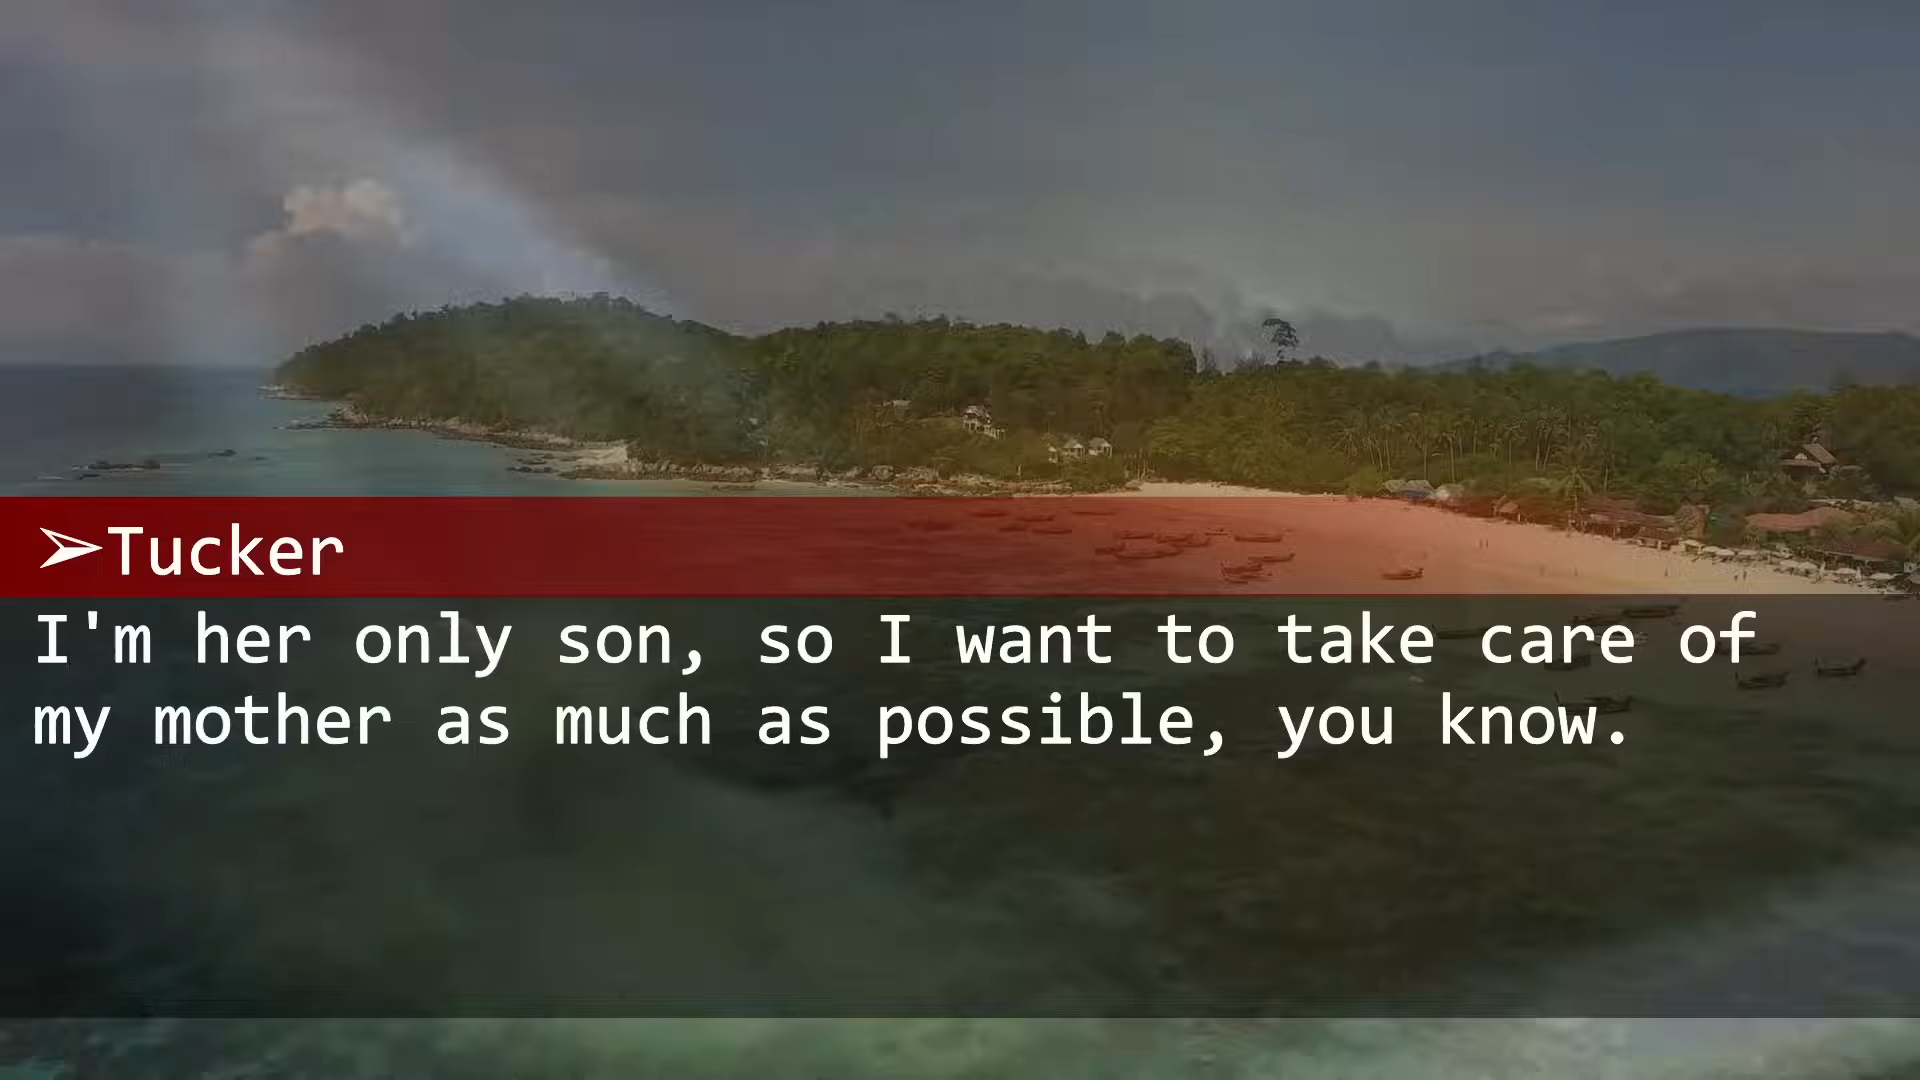 ➢Tucker
I'm her only son, so I want to take care of
my mother as much as possible, you know.